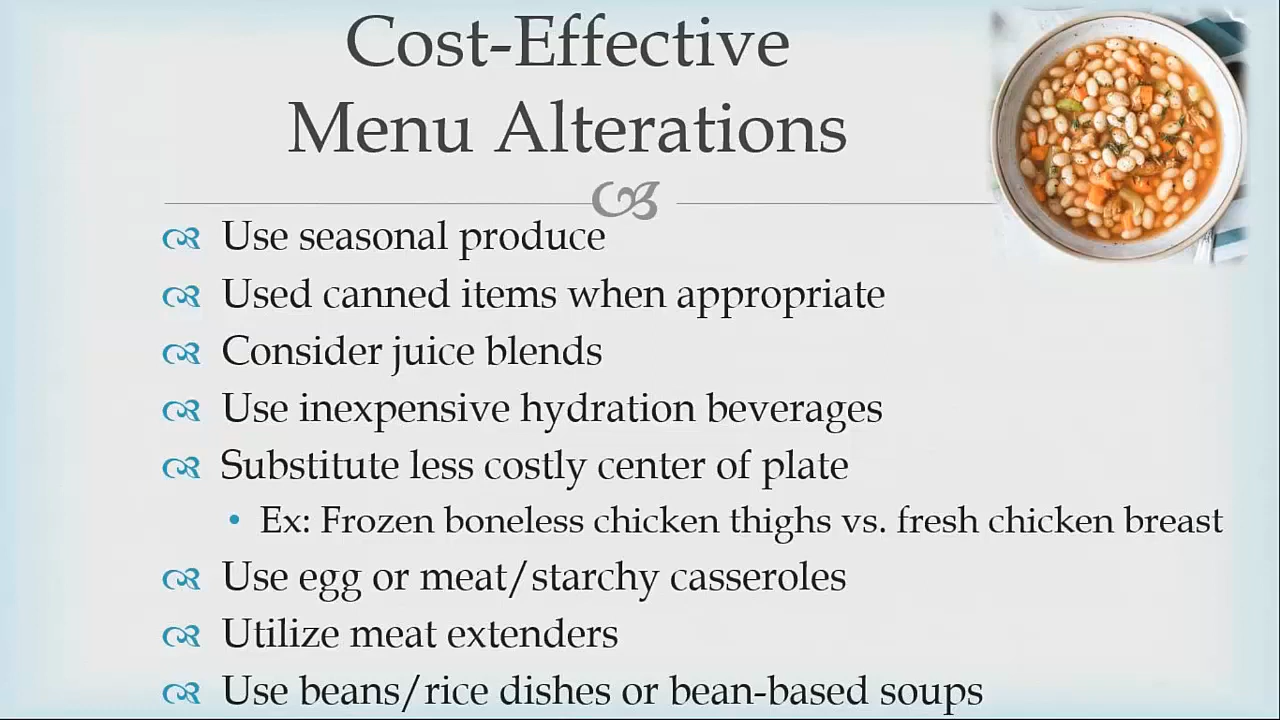 Cost-Effective
Menu Alterations
Use seasonal produce
Used canned items when appropriate
Consider juice blends
Use inexpensive hydration beverages
Substitute less costly center of plate
• Ex: Frozen boneless chicken thighs vs. fresh chicken breast
Use egg or meat/starchy casseroles
Utilize meat extenders
Use beans/rice dishes or bean-based soups